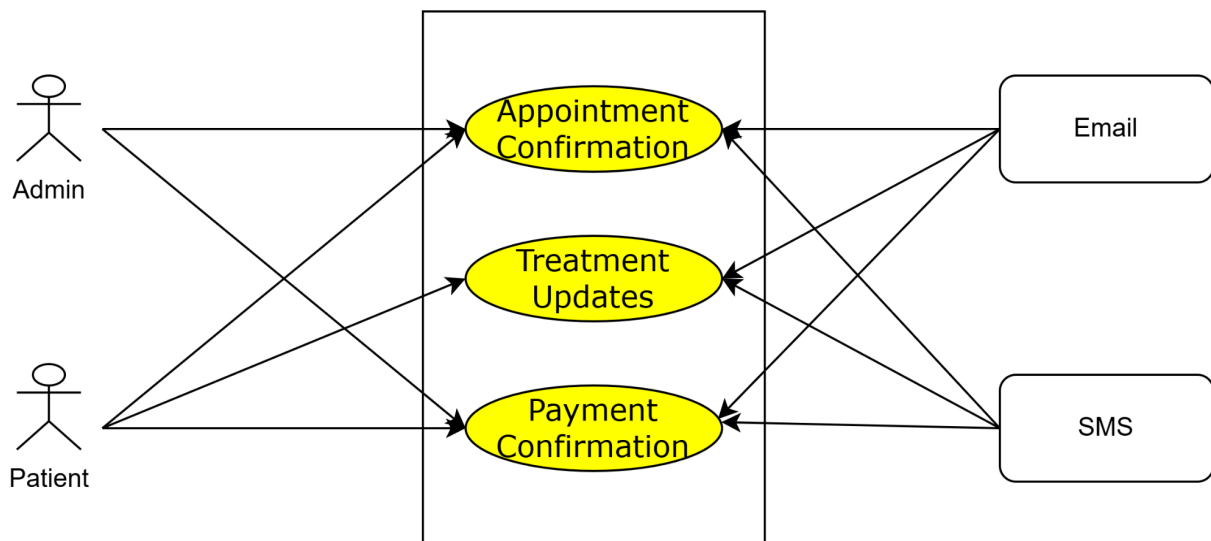 Appointment
Confirmation
Email
Admin
Treatment
Updates
Payment
Confirmation
SMS
Patient